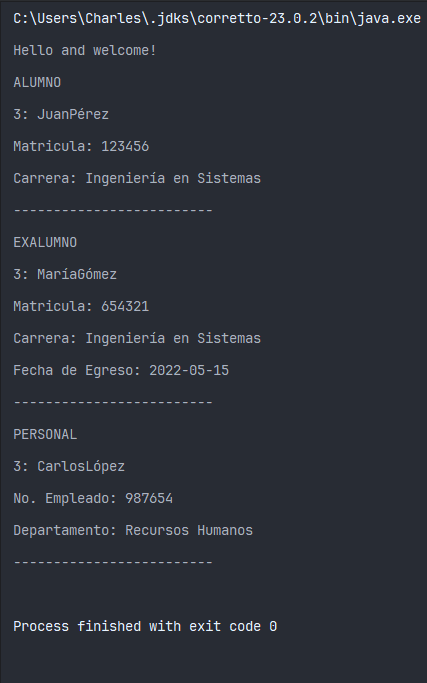 C:\Users\Charles\.jdks\corretto-23.0.2\bin\java.exe
Hello and welcome!
ALUMNO
3: JuanPérez
Matricula: 123456
Carrera: Ingeniería en Sistemas
-------------------------
EXALUMNO
3: MaríaGómez
Matricula: 654321
Carrera: Ingeniería en Sistemas
Fecha de Egreso: 2022-05-15
-------------------------
PERSONAL
3: CarlosLópez
No. Empleado: 987654
Departamento: Recursos Humanos
-------------------------
Process finished with exit code 0